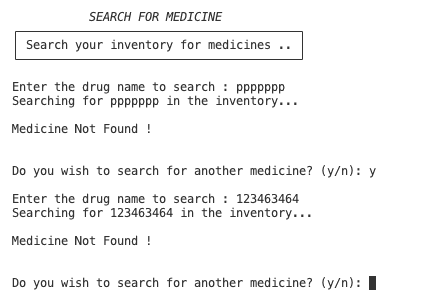 SEARCH FOR MEDICINE
Search your inventory for medicines ..
Enter the drug name to search : ppppppp
Searching for ppppppp in the inventory...
Medicine Not Found !
Do you wish to search for another medicine? (y/n): y
Enter the drug name to search : 123463464
Searching for 123463464 in the inventory...
Medicine Not Found !
Do you wish to search for another medicine? (y/n):